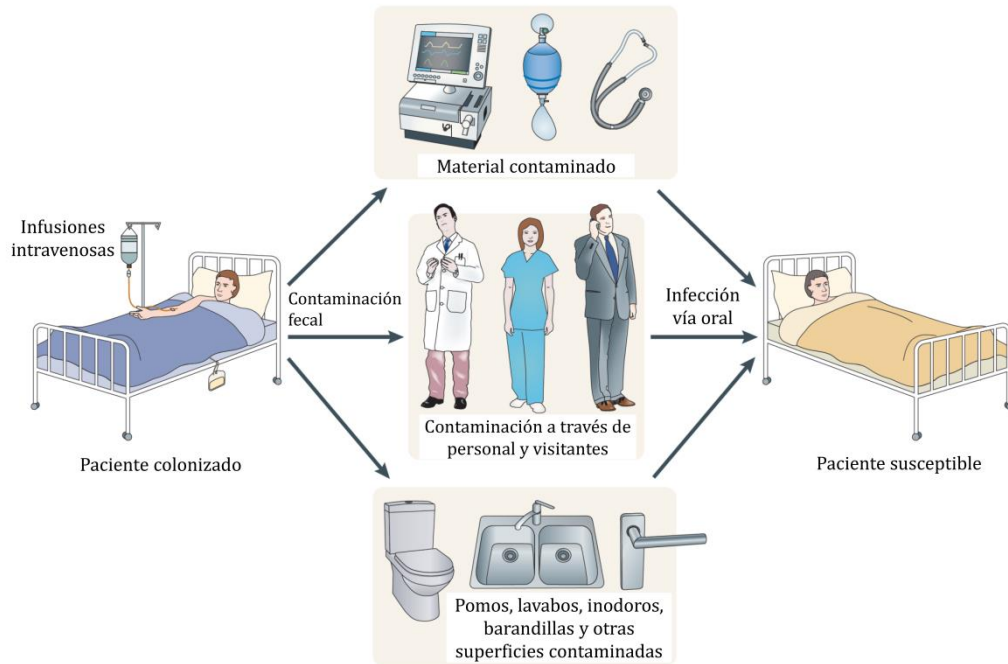 Material contaminado
Infusiones
intravenosas
Contaminación
fecal
Infección
vía oral
Contaminación a través de
personal y visitantes
Paciente colonizado
Paciente susceptible
Pomos, lavabos, inodoros,
barandillas y otras
superficies contaminadas